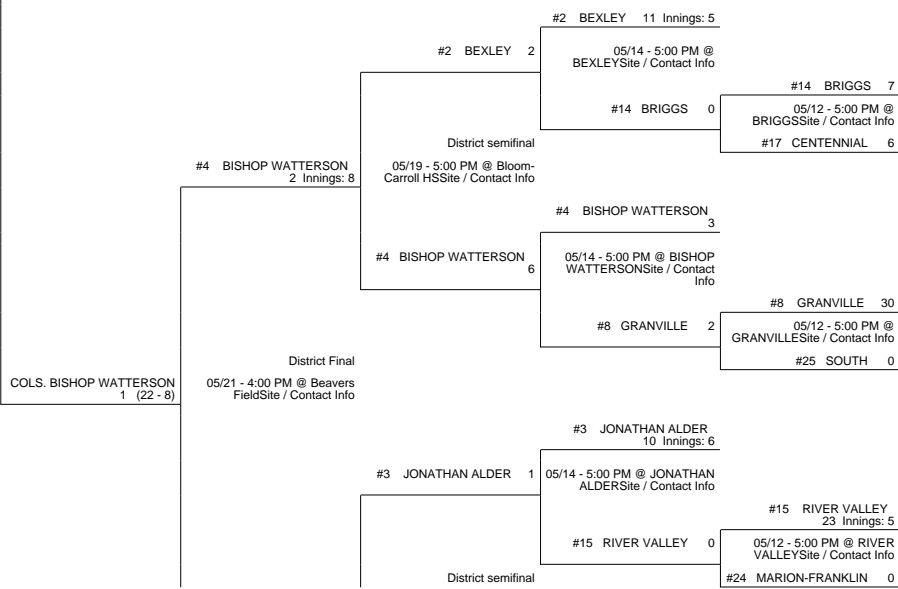 #2 BEXLEY 11 Innings: 5
#2 BEXLEY 2
05/14 - 5:00 PM @
BEXLEYSite / Contact Info
#14 BRIGGS 7
#14 BRIGGS 0
05/12 - 5:00 PM @
BRIGGSSite / Contact Info
#17 CENTENNIAL 6
District semifinal
#4 BISHOP WATTERSON
2 Innings: 8
05/19 - 5:00 PM @ Bloom-
Carroll HSSite / Contact Info
#4 BISHOP WATTERSON
3
#4 BISHOP WATTERSON
6
05/14 - 5:00 PM @ BISHOP
WATTERSONSite / Contact
Info
#8 GRANVILLE 30
#8 GRANVILLE 2
05/12 - 5:00 PM @
GRANVILLESite / Contact Info
#25 SOUTH 0
District Final
COLS. BISHOP WATTERSON
1 (22 - 8)
05/21 - 4:00 PM @ Beavers
FieldSite / Contact Info
#3 JONATHAN ALDER
10 Innings: 6
#3 JONATHAN ALDER 1
05/14 - 5:00 PM @ JONATHAN
ALDERSite / Contact Info
#15 RIVER VALLEY
23 Innings: 5
#15 RIVER VALLEY 0
05/12 - 5:00 PM @ RIVER
VALLEYSite / Contact Info
District semifinal
#24 MARION-FRANKLIN 0